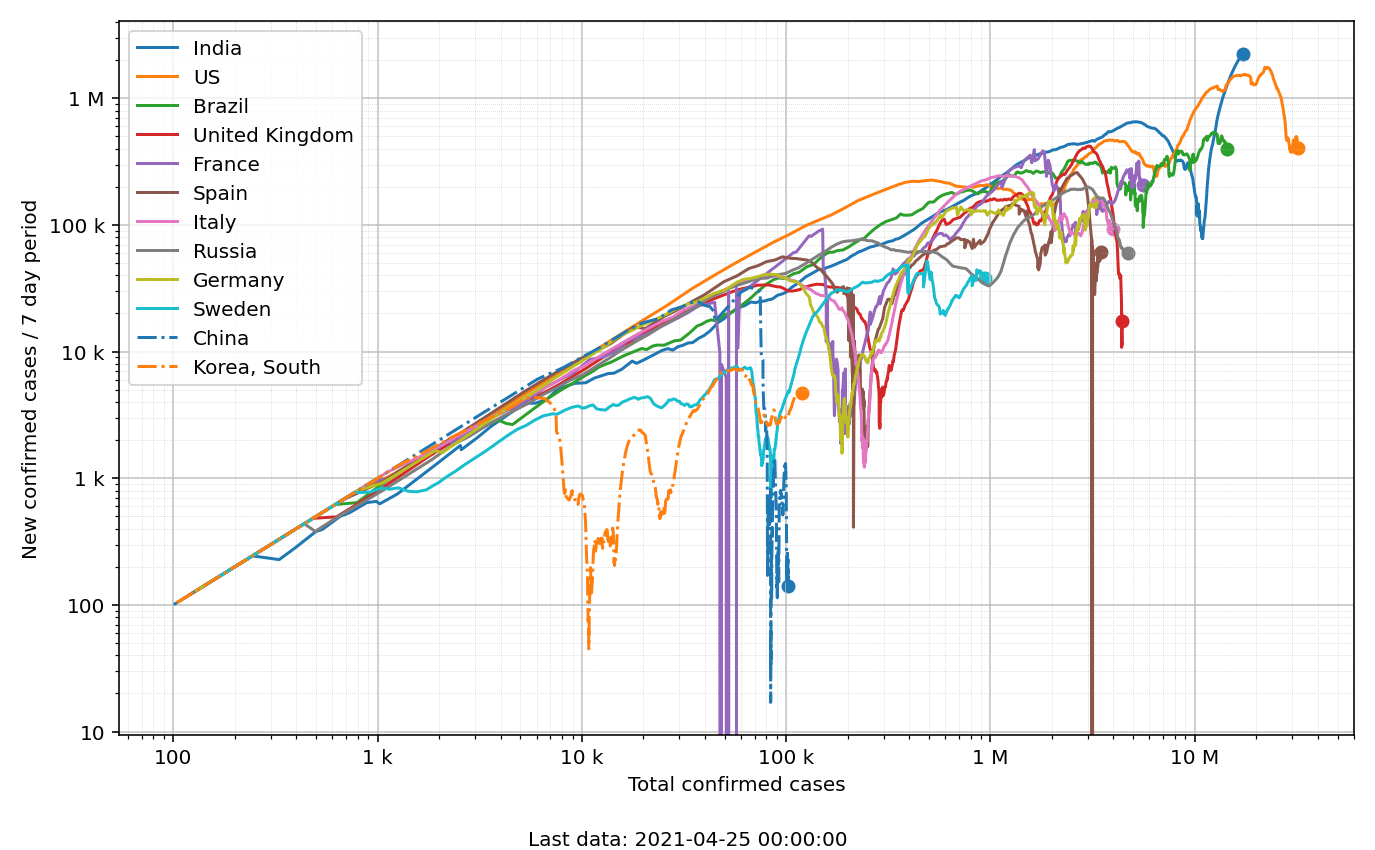 India
US
Brazil
United Kingdom
France
Spain
Italy
Russia
Germany
Sweden
China
Korea, South
New confirmed cases / 7 day period
1 M
100 k
10 k
1 k
100
10
100
1 k
10 k
100 k
1 M
10 M
Total confirmed cases
Last data: 2021-04-25 00:00:00